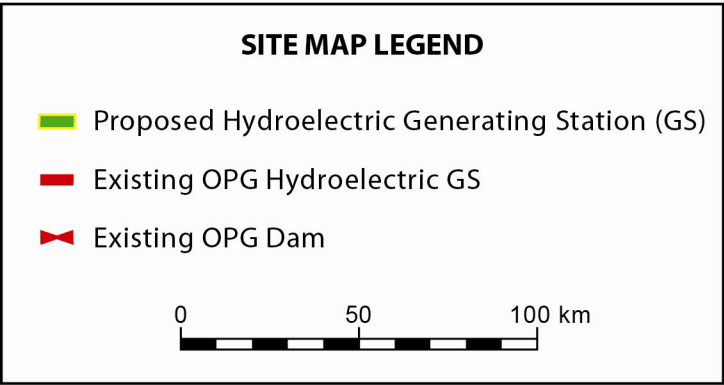 SITE MAP LEGEND
Proposed Hydroelectric Generating Station (GS)
Existing OPG Hydroelectric GS
Existing OPG Dam
0 50 100 km